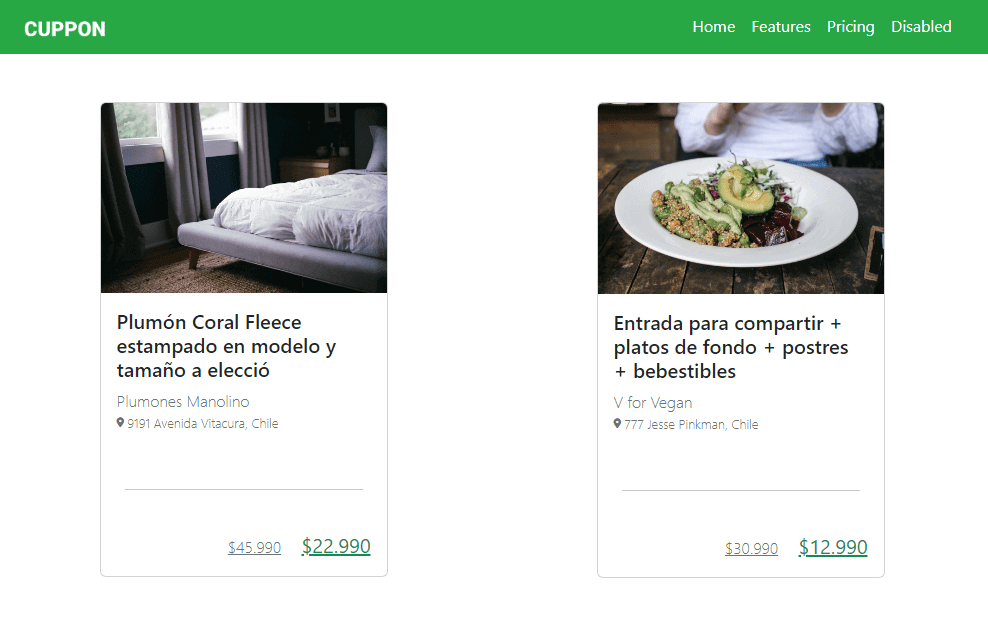 CUPPON
Home Features Pricing Disabled
Plumón Coral Fleece
estampado en modelo y
tamaño a elecció
Plumones Manolino
9191 Avenida Vitacura, Chile
$45.990 $22.990
Entrada para compartir +
platos de fondo + postres
+ bebestibles
V for Vegan
777 Jesse Pinkman, Chile
$30.990 $12.990